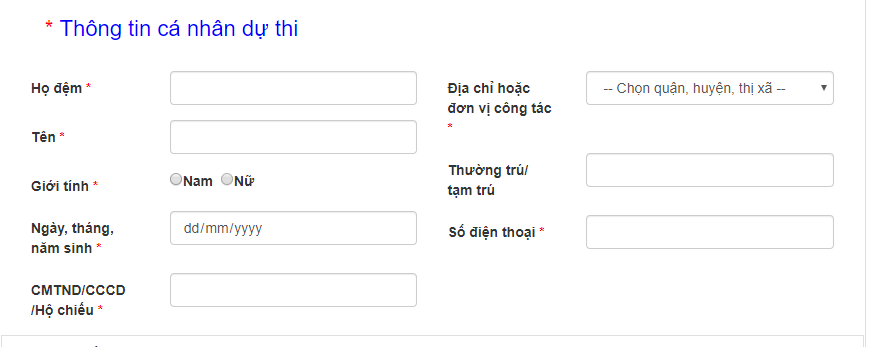 * Thông tin cá nhân dự thi
Họ đệm *
Tên *
Giới tính *
Nam Nữ
Ngày, tháng,
năm sinh *
dd/mm/yyyy
CMTND/CCCD
/Hộ chiếu *
Địa chỉ hoặc
đơn vị công tác
*
-- Chọn quận, huyện, thị xã --
Thường trú/
tạm trú
Số điện thoại *